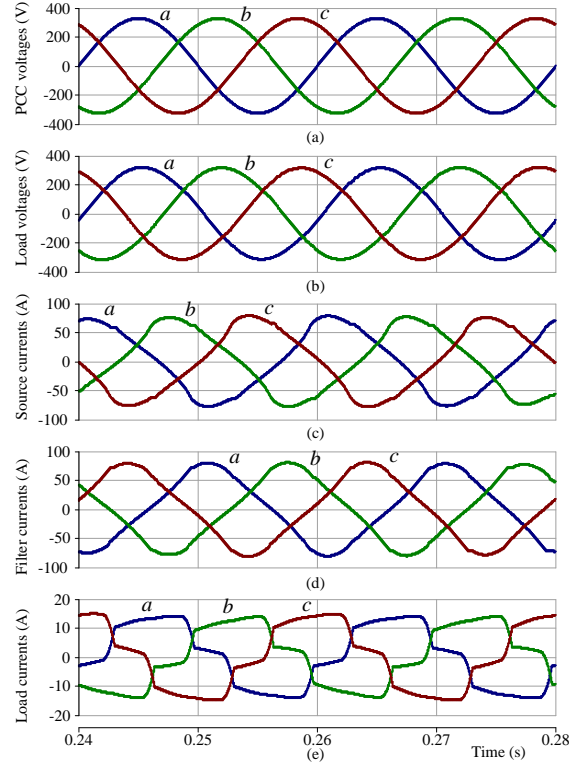 PCC voltages (V)
400
200
0
-200
-400
a
b
c
(a)
Load voltages (V)
400
200
0
-200
-400
a
b
c
(b)
Source currents (A)
100
50
0
-50
-100
a
b
c
(c)
Filter currents (A)
100
50
0
-50
-100
a
b
c
(d)
Load currents (A)
20
10
0
-10
-20
a
b
c
0.24 0.25 0.26 0.27 0.28
(e) Time (s)